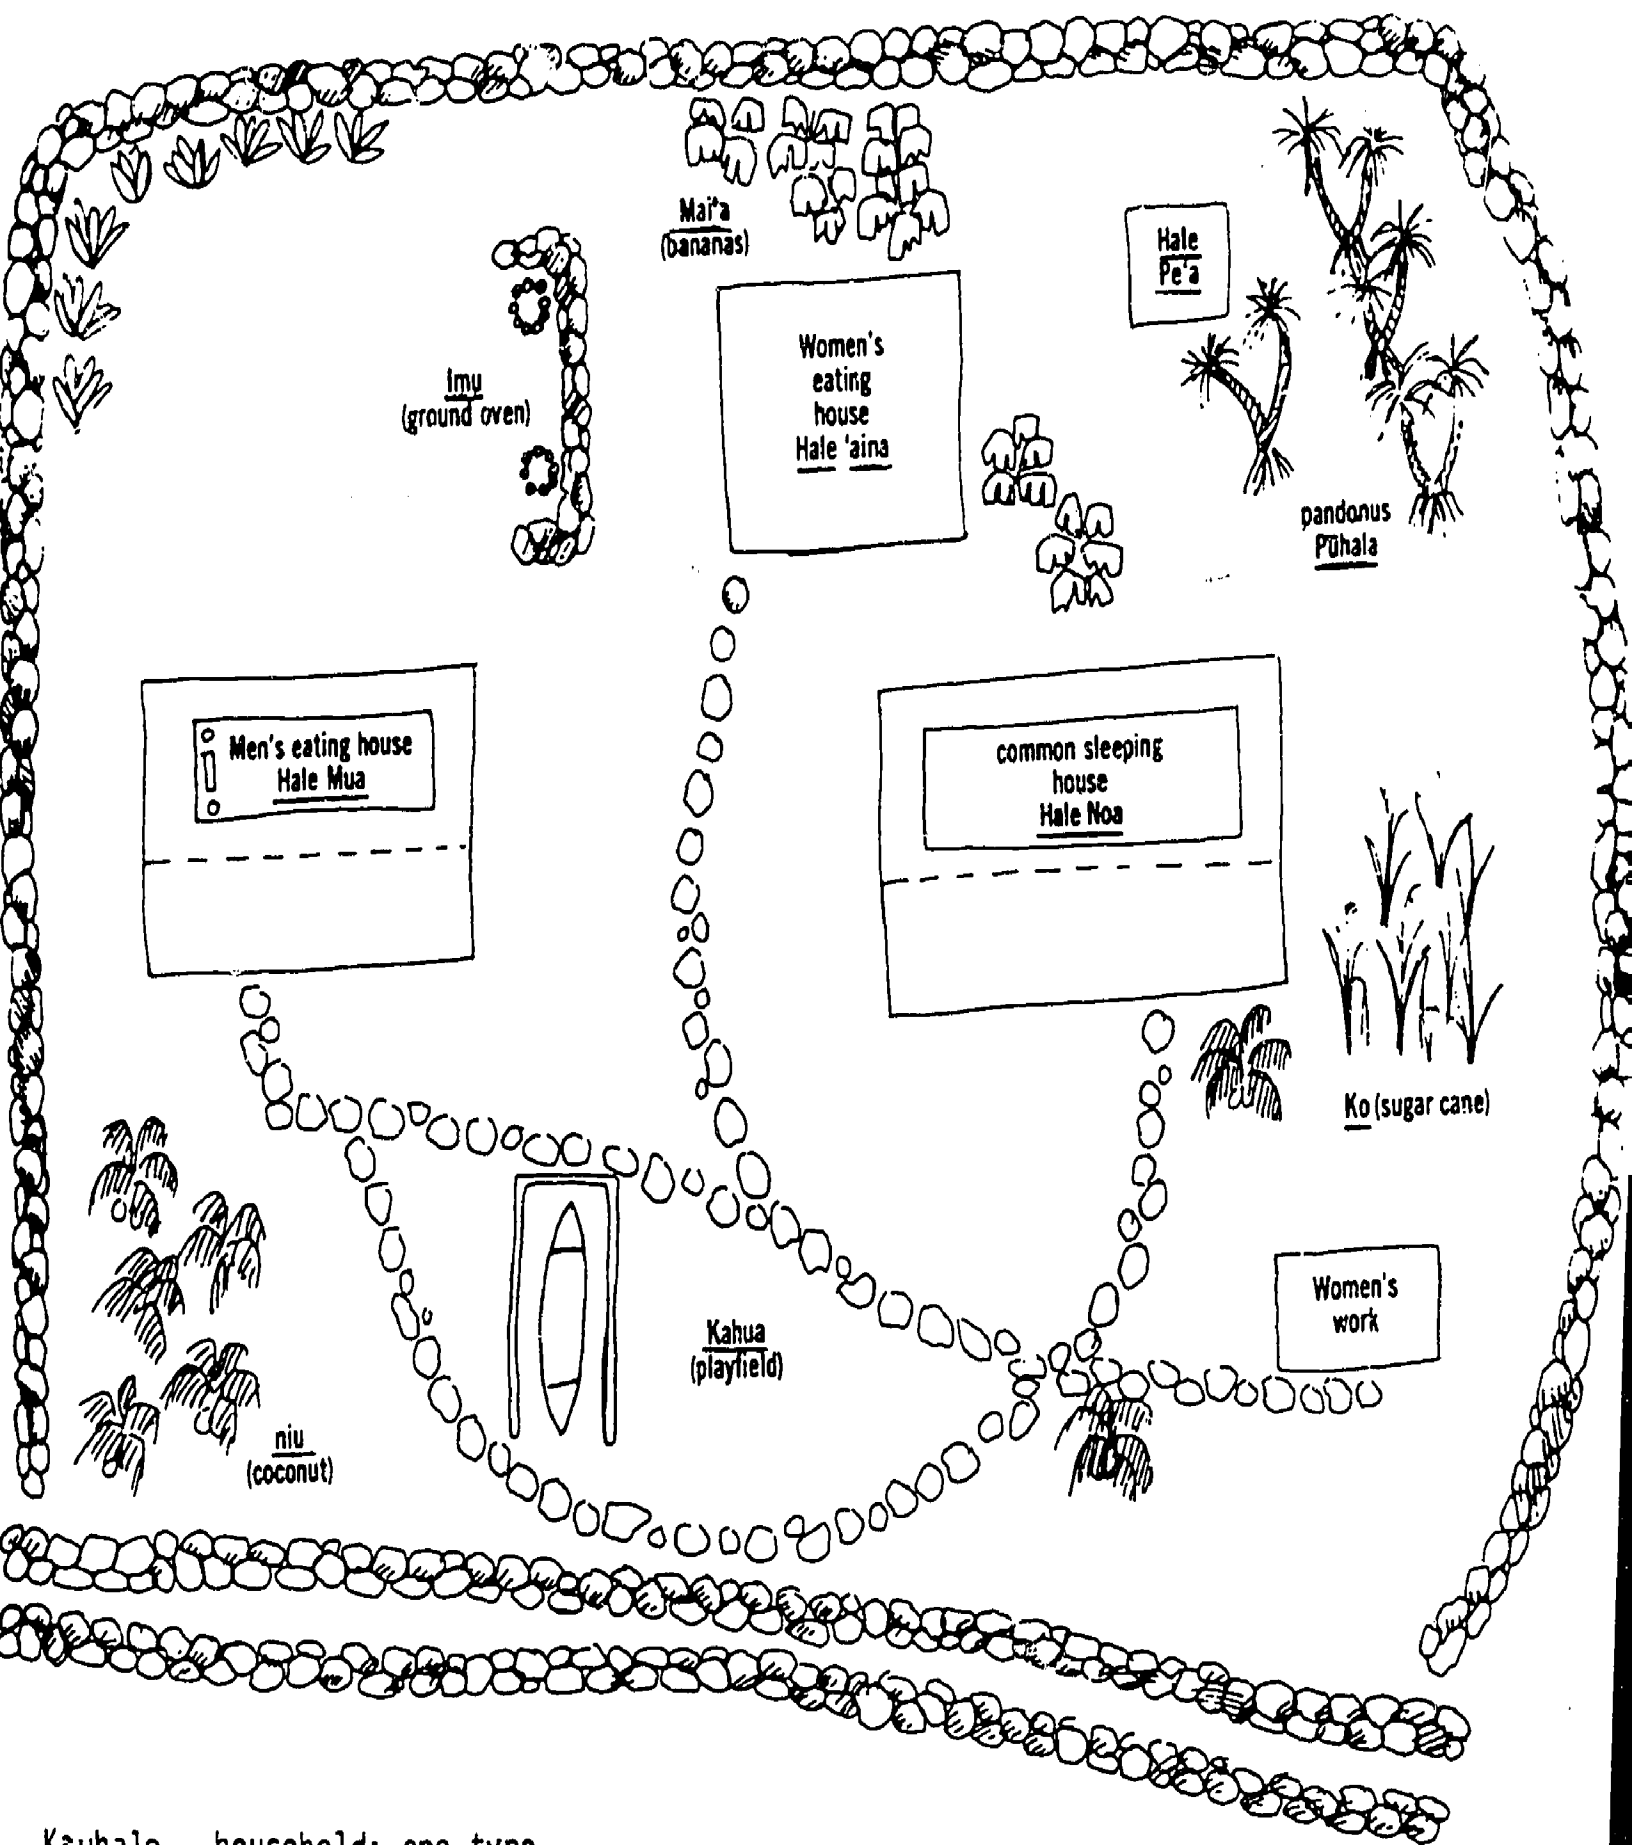 Mai'a
(bananas)
Hale
Pe'a
Women's
eating
house
Hale 'aina
Imu
(ground oven)
pandanus
Pūhala
Men's eating house
Hale Mua
common sleeping
house
Hale Noa
Ko (sugar cane)
Women's
work
Kahua
(playfield)
niu
(coconut)
Kauhale household: one type